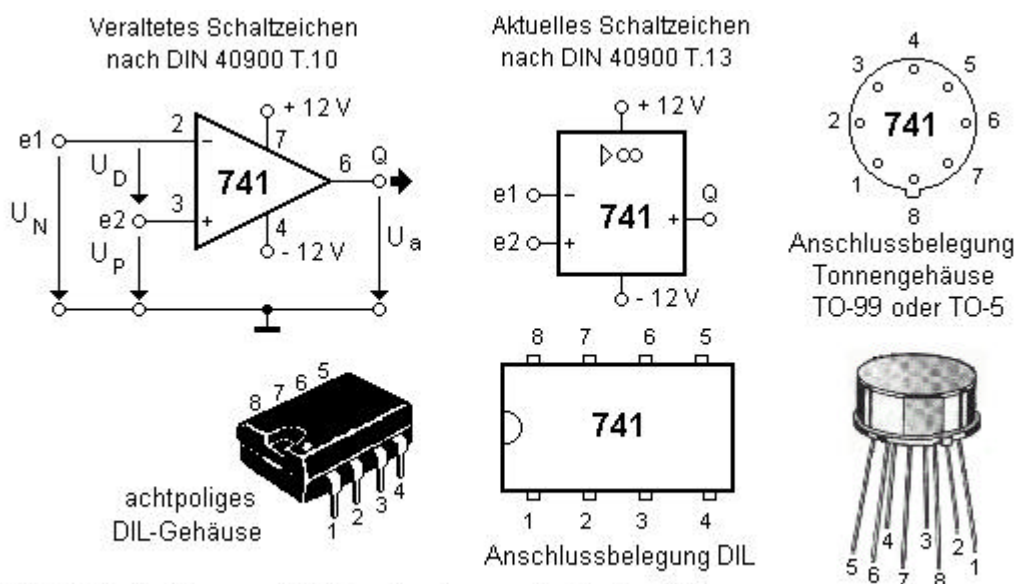 Veraltetes Schaltzeichen
nach DIN 40900 T.10
+ 12 V
7
2
e1
U D
6
Q
741
3
e2
U N
U P
4
- 12 V
U a
Aktuelles Schaltzeichen
nach DIN 40900 T.13
+ 12 V
▷∞
e1
-
741
+
Q
e2
+
- 12 V
4
3
5
2
741
6
1
7
8
Anschlussbelegung
Tonnengehäuse
TO-99 oder TO-5
8 7 6 5
1 2 3 4
achtpoliges
DIL-Gehäuse
8 7 6 5
741
1 2 3 4
Anschlussbelegung DIL
5 6 4 7 3 8 2 1